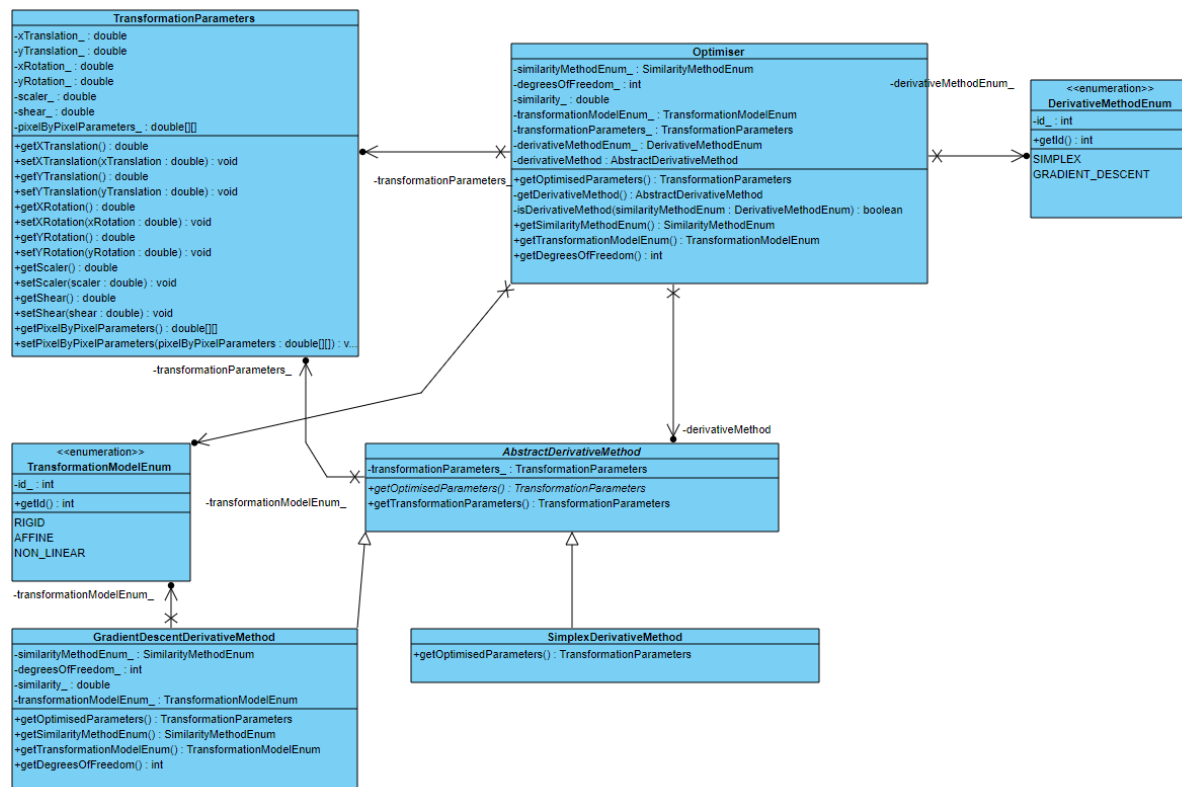 TransformationParameters
-xTranslation_ : double
-yTranslation_ : double
-xRotation_ : double
-yRotation_ : double
-scaler_ : double
-shear_ : double
-pixelByPixelParameters_ : double[][]
+getXTranslation() : double
+setXTranslation(xTranslation : double) : void
+getYTranslation() : double
+setYTranslation(yTranslation : double) : void
+getXRotation() : double
+setXRotation(xRotation : double) : void
+getYRotation() : double
+setYRotation(yRotation : double) : void
+getScaler() : double
+setScaler(scaler : double) : void
+getShear() : double
+setShear(shear : double) : void
+getPixelByPixelParameters() : double[][]
+setPixelByPixelParameters(pixelByPixelParameters : double[][]) : v...
Optimiser
-similarityMethodEnum_ : SimilarityMethodEnum
-degreesOfFreedom_ : int
-similarity_ : double
-transformationModelEnum_ : TransformationModelEnum
-transformationParameters_ : TransformationParameters
-derivativeMethodEnum_ : DerivativeMethodEnum
-derivativeMethod : AbstractDerivativeMethod
+getOptimisedParameters() : TransformationParameters
-getDerivativeMethod() : AbstractDerivativeMethod
-isDerivativeMethod(similarityMethodEnum : DerivativeMethodEnum) : boolean
+getSimilarityMethodEnum() : SimilarityMethodEnum
+getTransformationModelEnum() : TransformationModelEnum
+getDegreesOfFreedom() : int
-derivativeMethodEnum_
<<enumeration>>
DerivativeMethodEnum
-id_ : int
+getId() : int
SIMPLEX
GRADIENT_DESCENT
-transformationParameters_
-transformationParameters_
-derivativeMethod
<<enumeration>>
TransformationModelEnum
-id_ : int
+getId() : int
RIGID
AFFINE
NON_LINEAR
-transformationModelEnum_
AbstractDerivativeMethod
-transformationParameters_ : TransformationParameters
+getOptimisedParameters() : TransformationParameters
+getTransformationParameters() : TransformationParameters
-transformationModelEnum_
GradientDescentDerivativeMethod
-similarityMethodEnum_ : SimilarityMethodEnum
-degreesOfFreedom_ : int
-similarity_ : double
-transformationModelEnum_ : TransformationModelEnum
+getOptimisedParameters() : TransformationParameters
+getSimilarityMethodEnum() : SimilarityMethodEnum
+getTransformationModelEnum() : TransformationModelEnum
+getDegreesOfFreedom() : int
SimplexDerivativeMethod
+getOptimisedParameters() : TransformationParameters